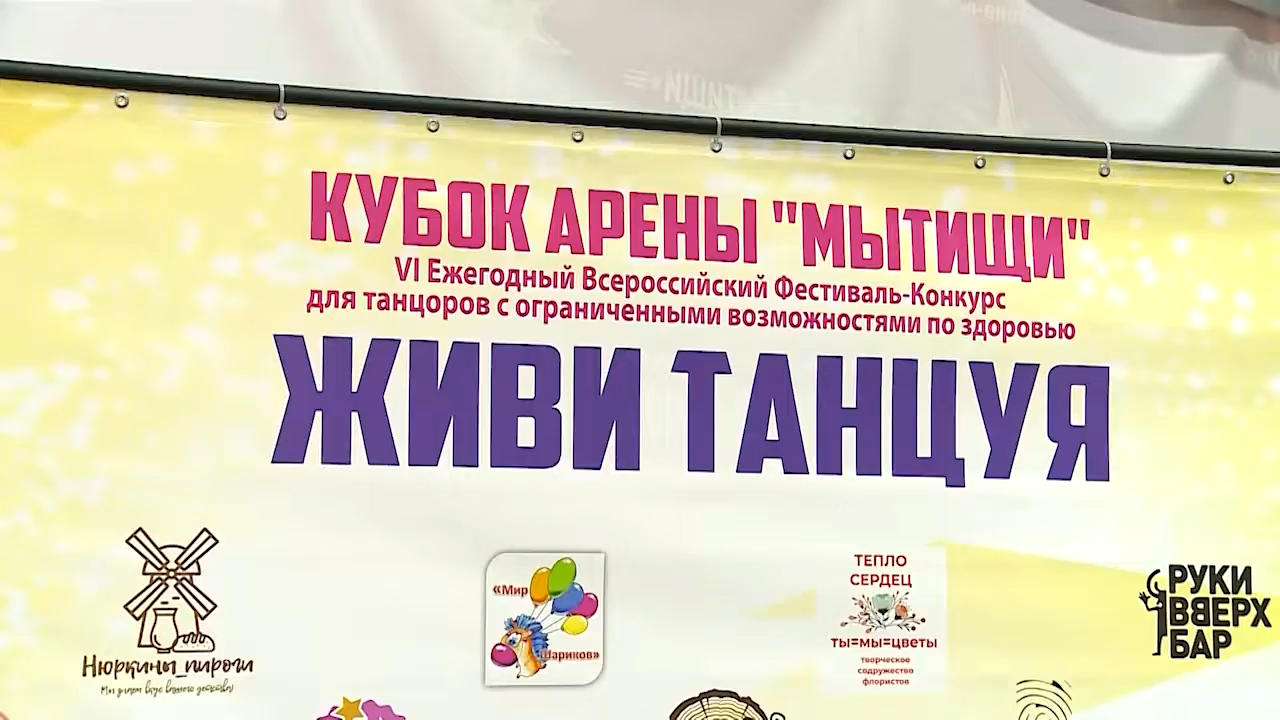 КУБОК АРЕНЫ "МЫТИЩИ"
VI Ежегодный Всероссийский Фестиваль-Конкурс
для танцоров с ограниченными возможностями по здоровью
ЖИВИ ТАНЦУЯ
Нюркины_пироги
«Мир
Шариков»
ТЕПЛО
СЕРДЕЦ
ты=мы=цветы
творческое
содружество
флористов
РУКИ
ВВЕРХ
БАР